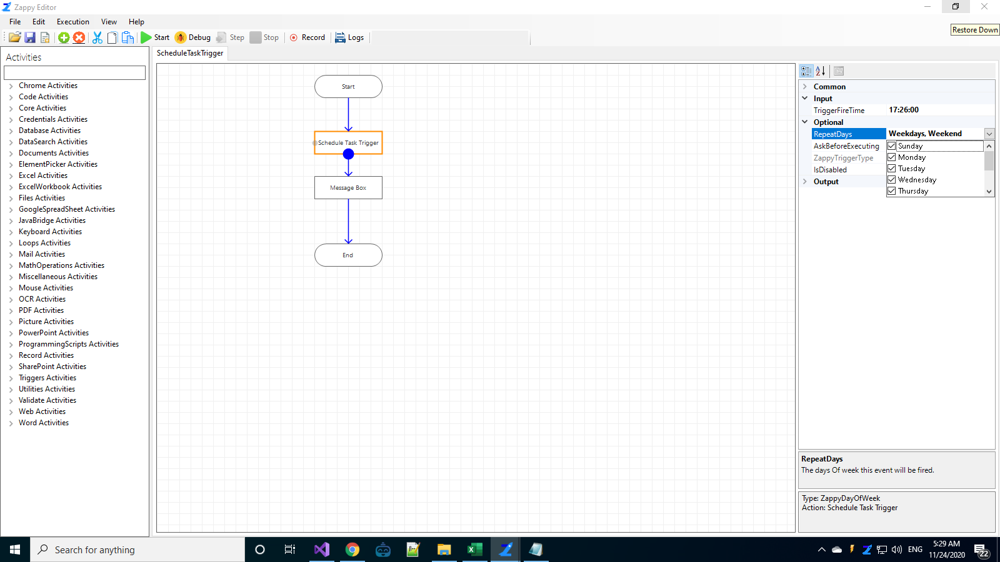 Zappy Editor
File Edit Execution View Help
Restore Down
Start Debug Step Stop Record Logs
Activities
Chrome Activities
Code Activities
Core Activities
Credentials Activities
Database Activities
DataSearch Activities
Documents Activities
ElementPicker Activities
Excel Activities
ExcelWorkbook Activities
Files Activities
GoogleSpreadSheet Activities
JavaBridge Activities
Keyboard Activities
Loops Activities
Mail Activities
MathOperations Activities
Miscellaneous Activities
Mouse Activities
OCR Activities
PDF Activities
Picture Activities
PowerPoint Activities
ProgrammingScripts Activities
Record Activities
SharePoint Activities
Triggers Activities
Utilities Activities
Validate Activities
Web Activities
Word Activities
ScheduleTaskTrigger
Start
Schedule Task Trigger
Message Box
End
Common
Input
TriggerFireTime 17:26:00
Optional
RepeatDays Weekdays, Weekend
AskBeforeExecuting
ZappyTriggerType
IsDisabled
Output
Sunday
Monday
Tuesday
Wednesday
Thursday
RepeatDays
The days Of week this event will be fired.
Type: ZappyDayOfWeek
Action: Schedule Task Trigger
Search for anything
ENG
5:29 AM
11/24/2020
22